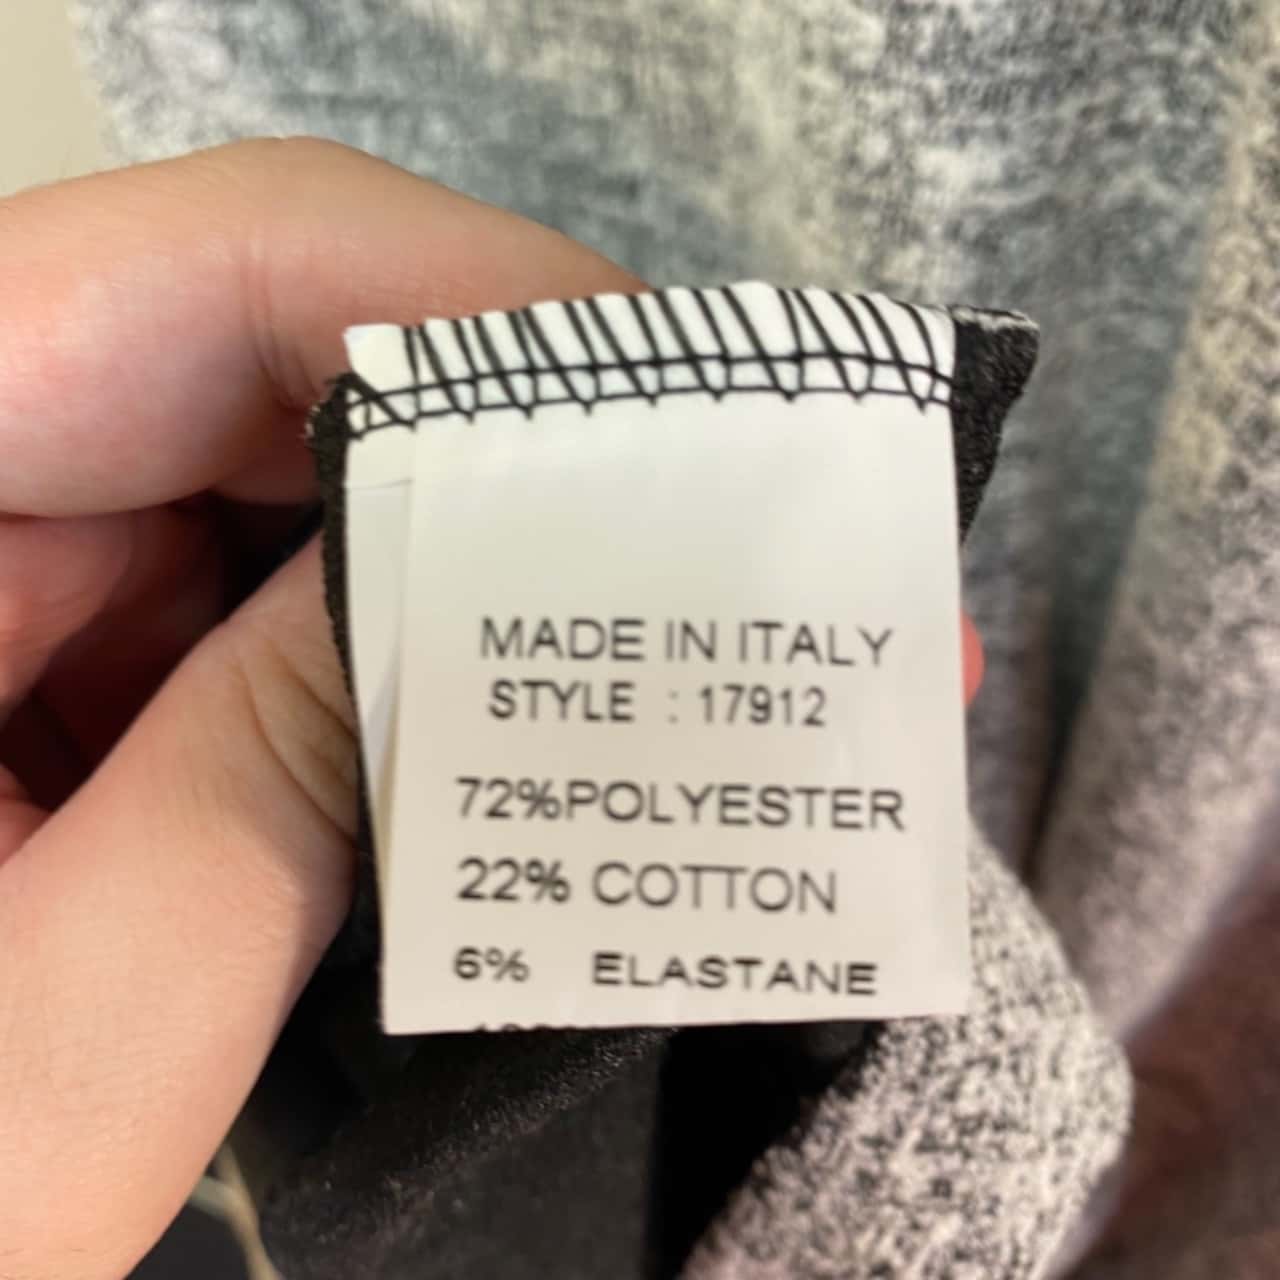 MADE IN ITALY
STYLE : 17912
72%POLYESTER
22% COTTON
6% ELASTANE